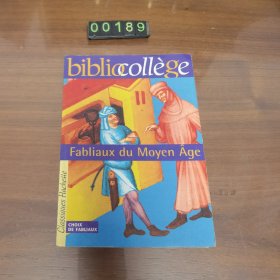 00189
bibliocollège
Fabliaux du Moyen Âge
Classiques Hachette
CHOIX
DE FABLIAUX